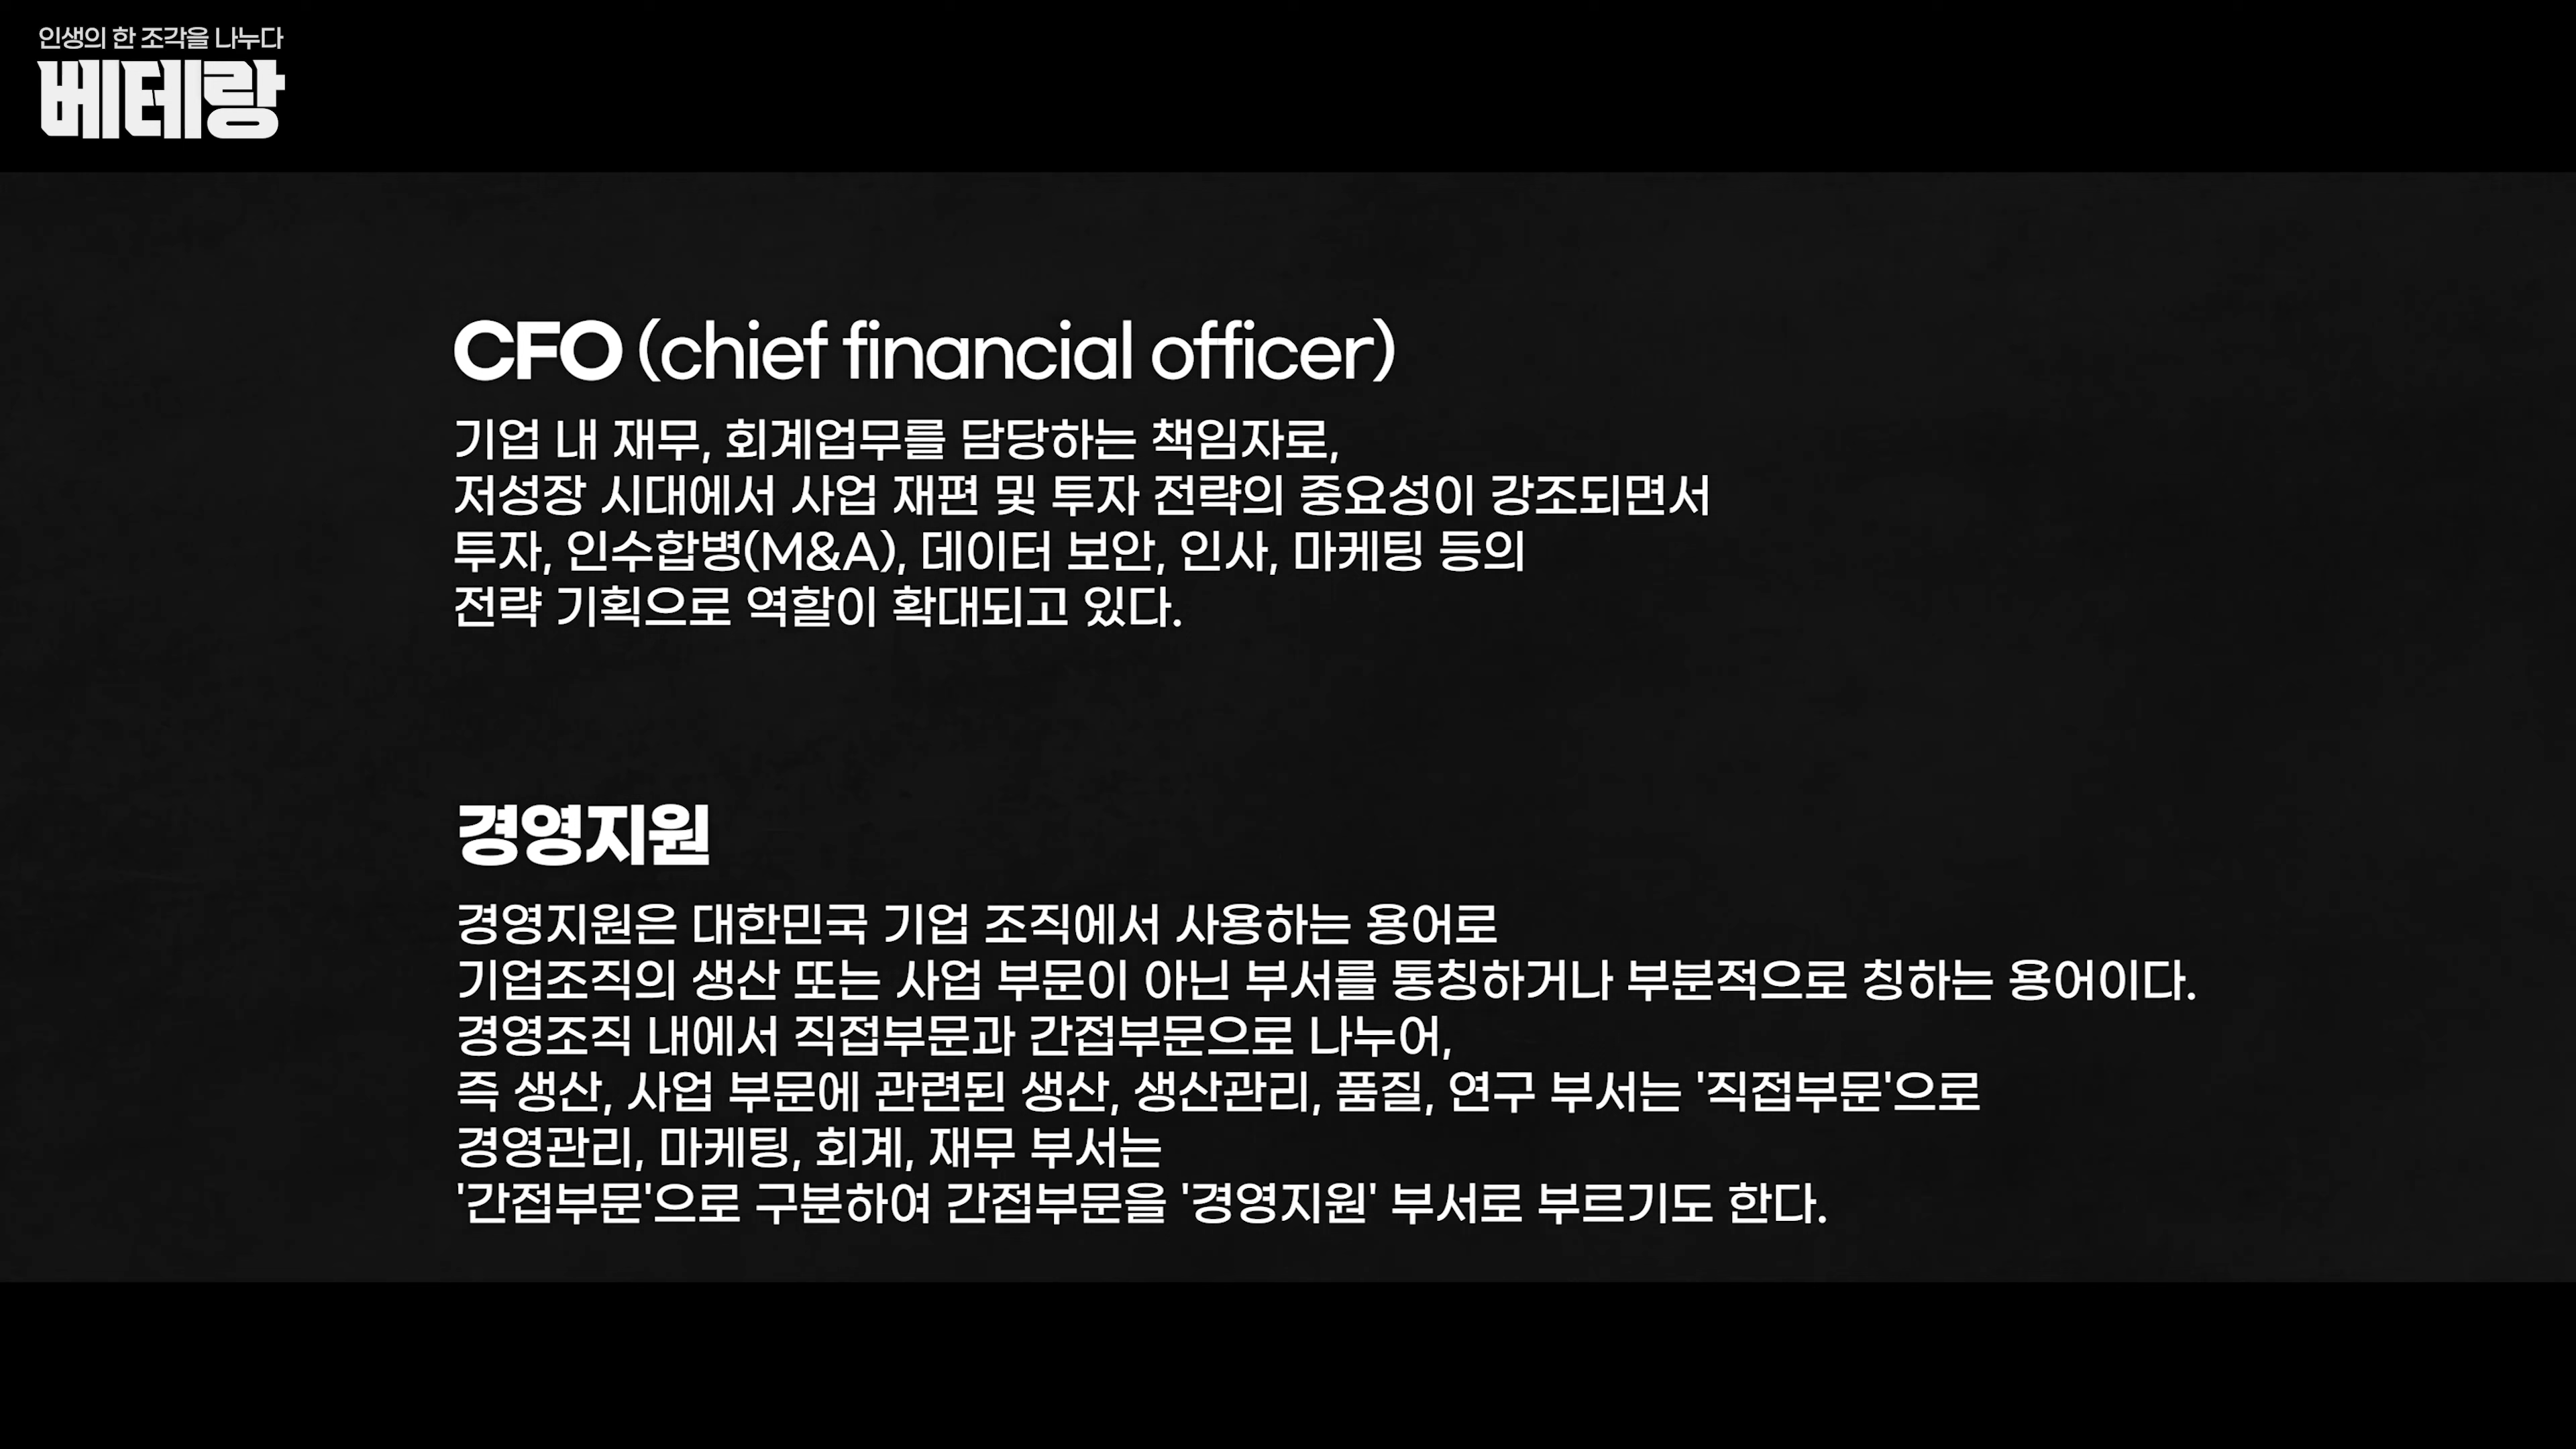 인생의 한 조각을 나누다
베테랑
CFO (chief financial officer)
기업 내 재무, 회계업무를 담당하는 책임자로,
저성장 시대에서 사업 재편 및 투자 전략의 중요성이 강조되면서
투자, 인수합병(M&A), 데이터 보안, 인사, 마케팅 등의
전략 기획으로 역할이 확대되고 있다.
경영지원
경영지원은 대한민국 기업 조직에서 사용하는 용어로
기업조직의 생산 또는 사업 부문이 아닌 부서를 통칭하거나 부분적으로 칭하는 용어이다.
경영조직 내에서 직접부문과 간접부문으로 나누어,
즉 생산, 사업 부문에 관련된 생산, 생산관리, 품질, 연구 부서는 '직접부문'으로
경영관리, 마케팅, 회계, 재무 부서는
'간접부문'으로 구분하여 간접부문을 '경영지원' 부서로 부르기도 한다.